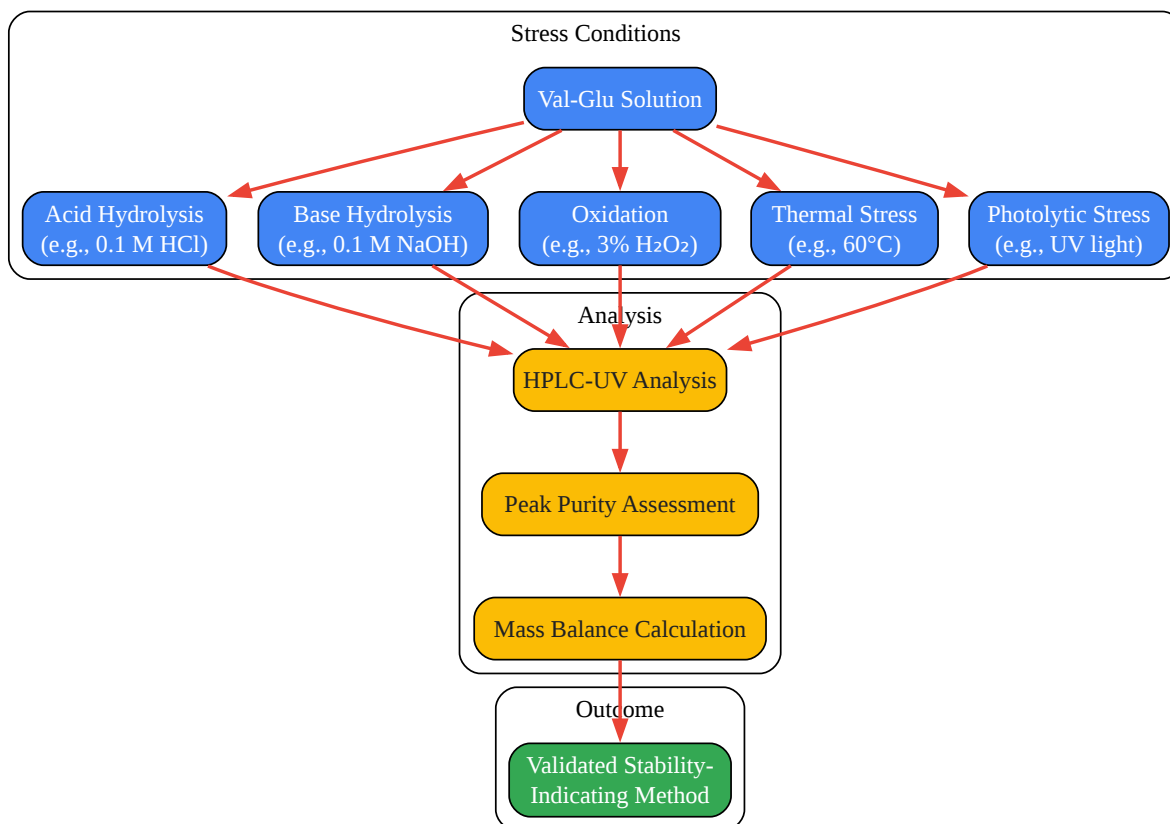 Stress Conditions
Val-Glu Solution
Acid Hydrolysis
(e.g., 0.1 M HCl)
Base Hydrolysis
(e.g., 0.1 M NaOH)
Oxidation
(e.g., 3% H₂O₂)
Thermal Stress
(e.g., 60°C)
Photolytic Stress
(e.g., UV light)
Analysis
HPLC-UV Analysis
Peak Purity Assessment
Mass Balance Calculation
Outcome
Validated Stability-
Indicating Method